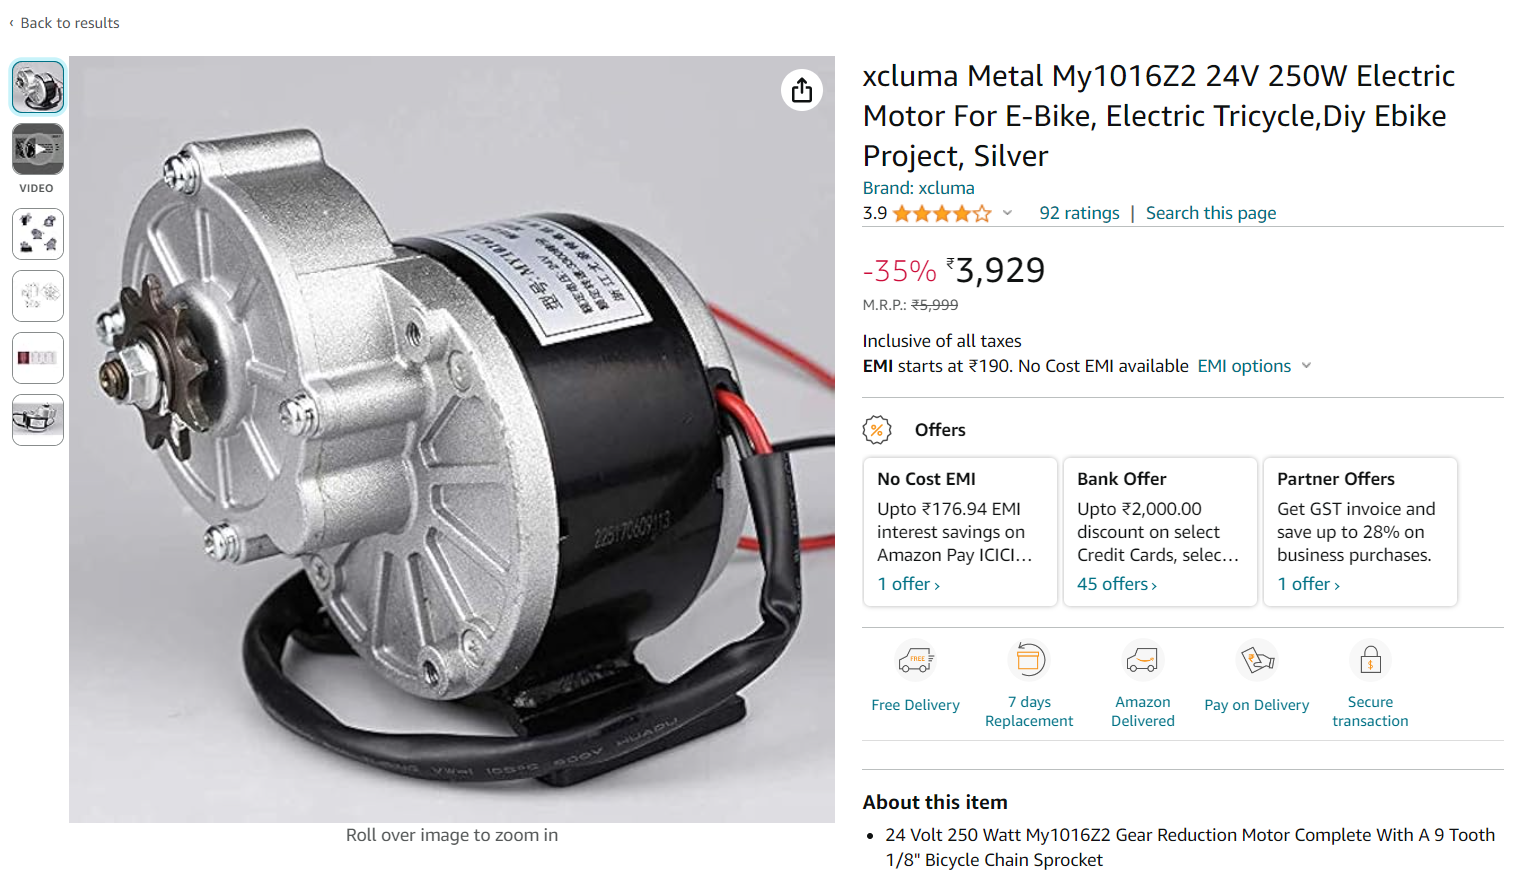 ‹ Back to results
VIDEO
Roll over image to zoom in
xcluma Metal My1016Z2 24V 250W Electric
Motor For E-Bike, Electric Tricycle,Diy Ebike
Project, Silver
Brand: xcluma
3.9 92 ratings | Search this page
-35% ₹3,929
M.R.P.: ₹5,999
Inclusive of all taxes
EMI starts at ₹190. No Cost EMI available EMI options
% Offers
No Cost EMI
Upto ₹176.94 EMI
interest savings on
Amazon Pay ICICI…
1 offer ›
Bank Offer
Upto ₹2,000.00
discount on select
Credit Cards, selec…
45 offers ›
Partner Offers
Get GST invoice and
save up to 28% on
business purchases.
1 offer ›
FREE
Free Delivery
7 days
Replacement
Amazon
Delivered
Pay on Delivery
Secure
transaction
About this item
• 24 Volt 250 Watt My1016Z2 Gear Reduction Motor Complete With A 9 Tooth
1/8" Bicycle Chain Sprocket